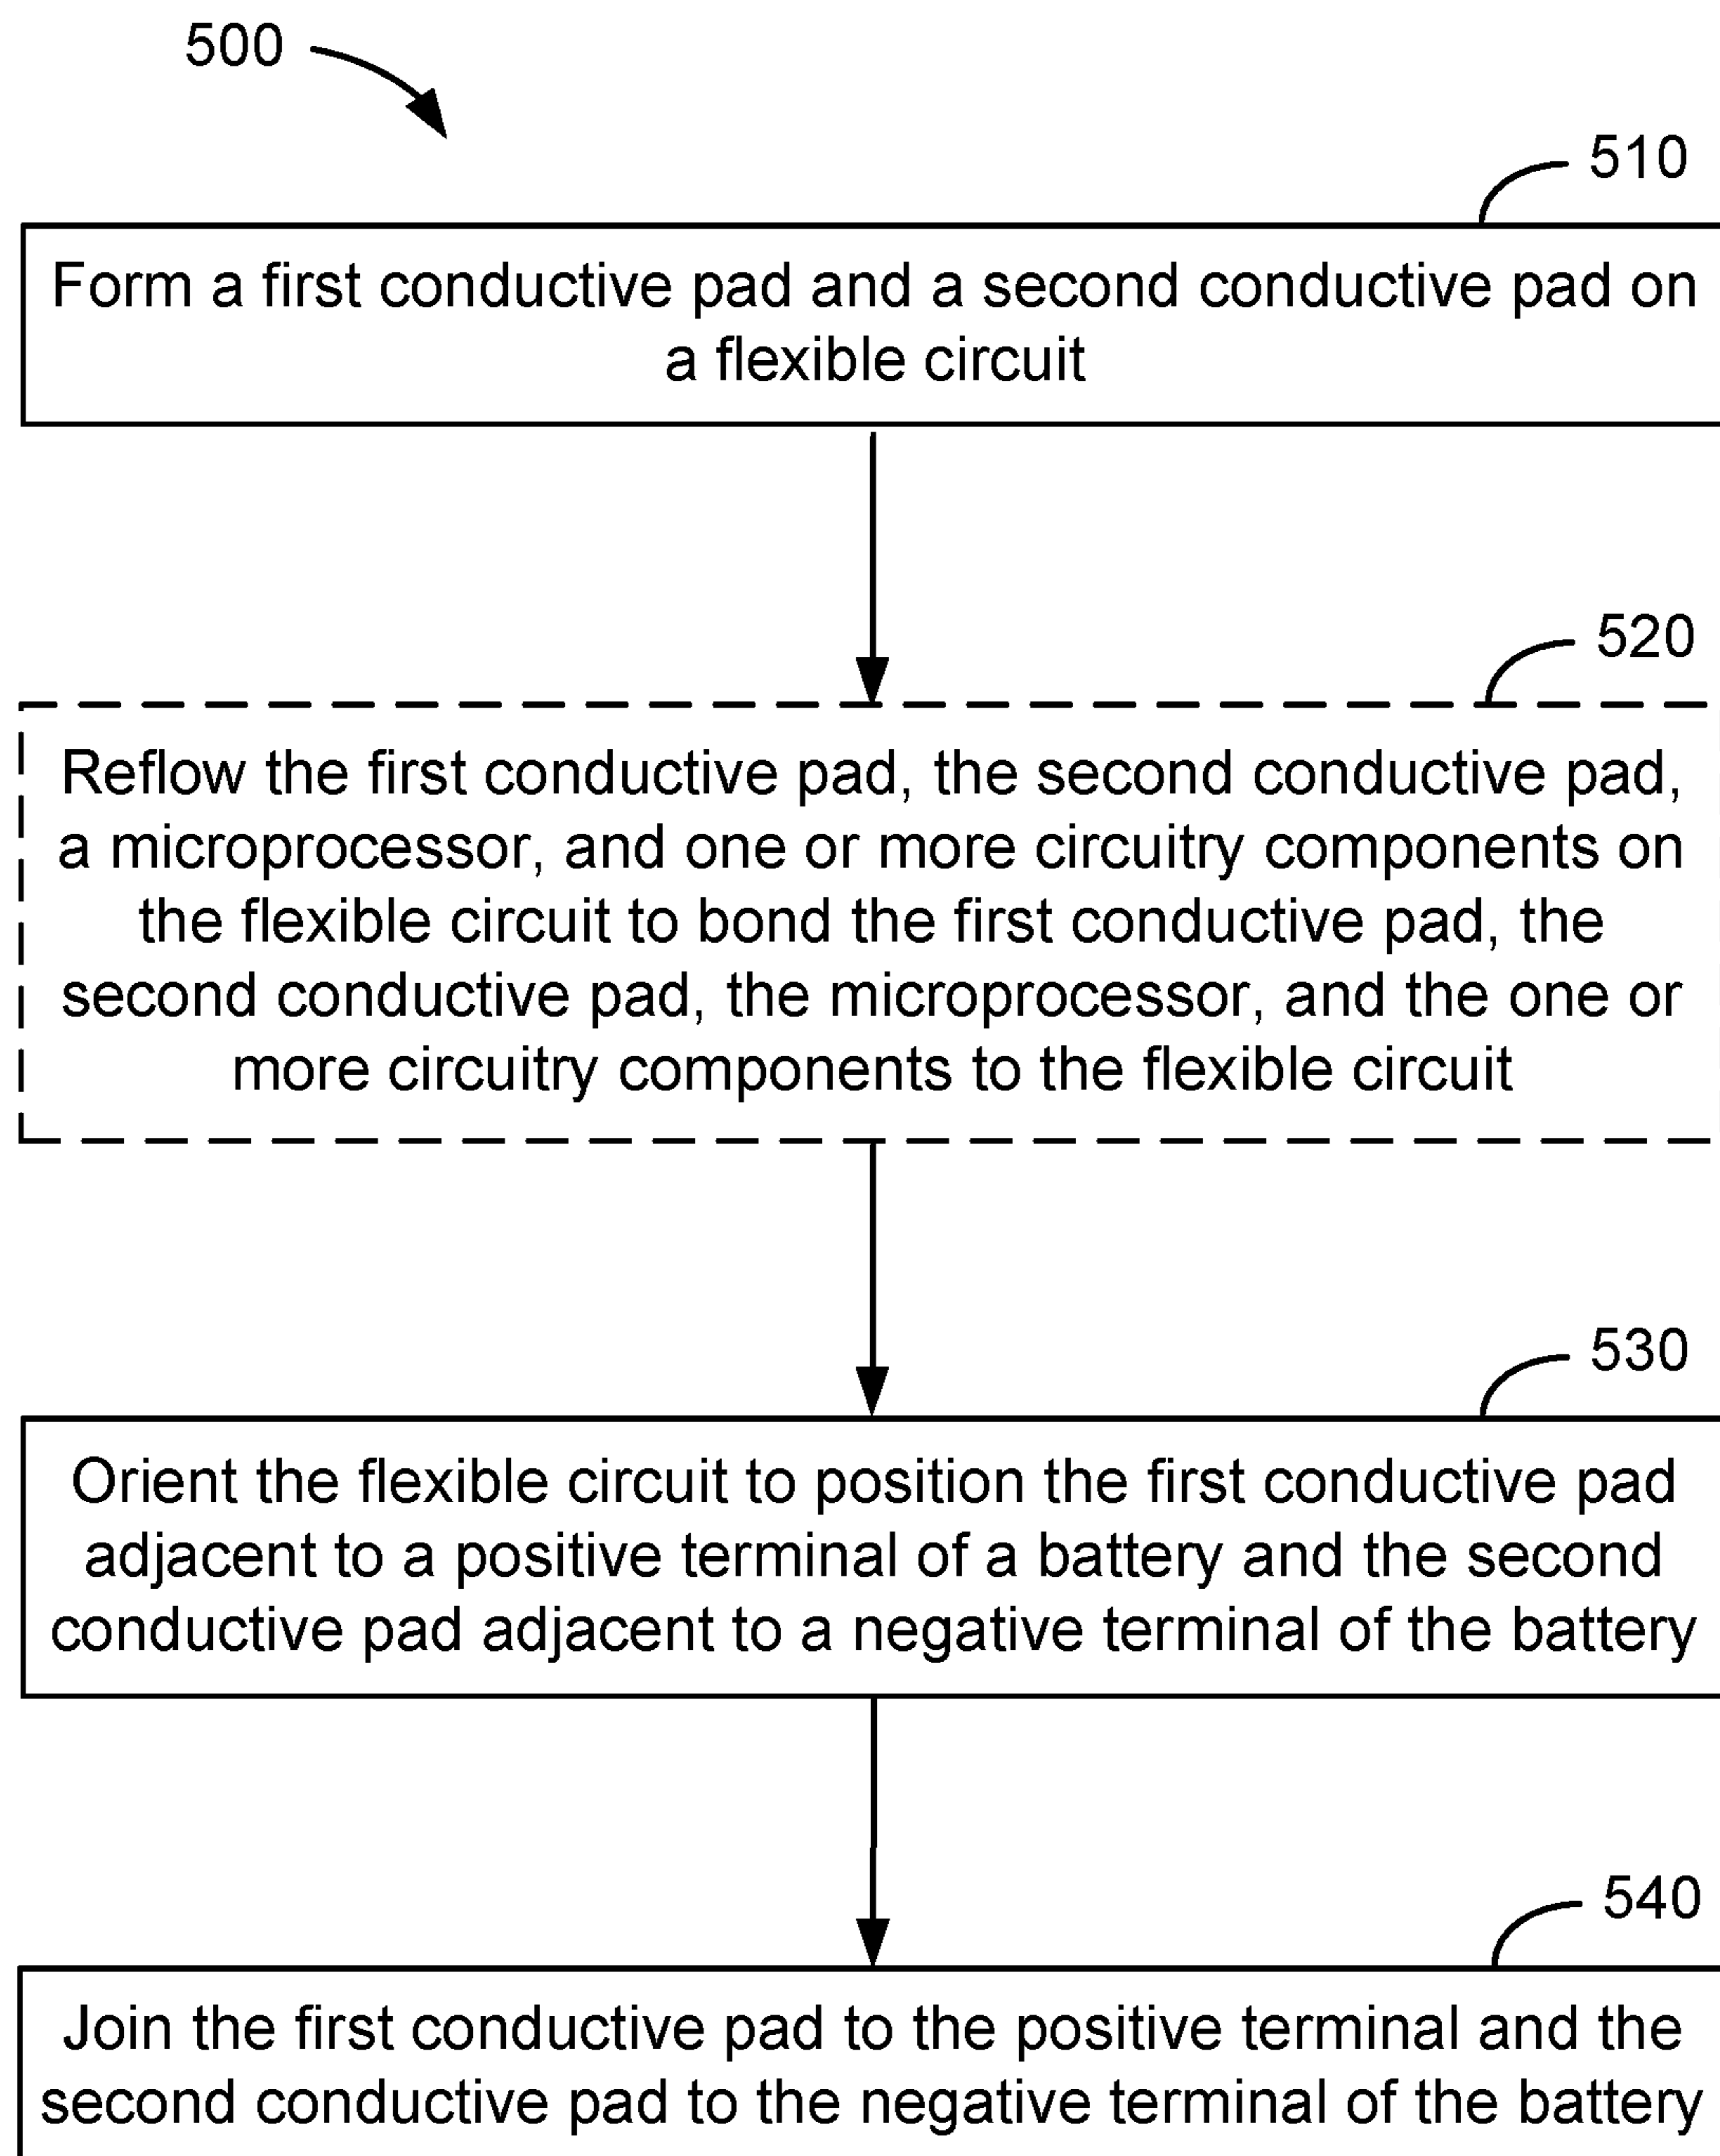 500
510
Form a first conductive pad and a second conductive pad on
a flexible circuit
520
Reflow the first conductive pad, the second conductive pad,
a microprocessor, and one or more circuitry components on
the flexible circuit to bond the first conductive pad, the
second conductive pad, the microprocessor, and the one or
more circuitry components to the flexible circuit
530
Orient the flexible circuit to position the first conductive pad
adjacent to a positive terminal of a battery and the second
conductive pad adjacent to a negative terminal of the battery
540
Join the first conductive pad to the positive terminal and the
second conductive pad to the negative terminal of the battery